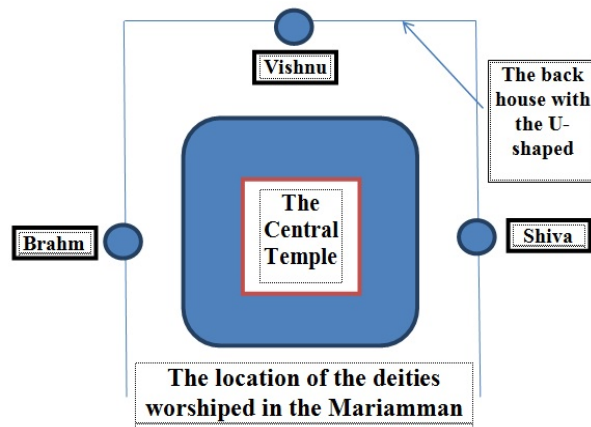 Vishnu
The back
house with
the U-
shaped
The
Central
Temple
Brahm
Shiva
The location of the deities
worshiped in the Mariamman